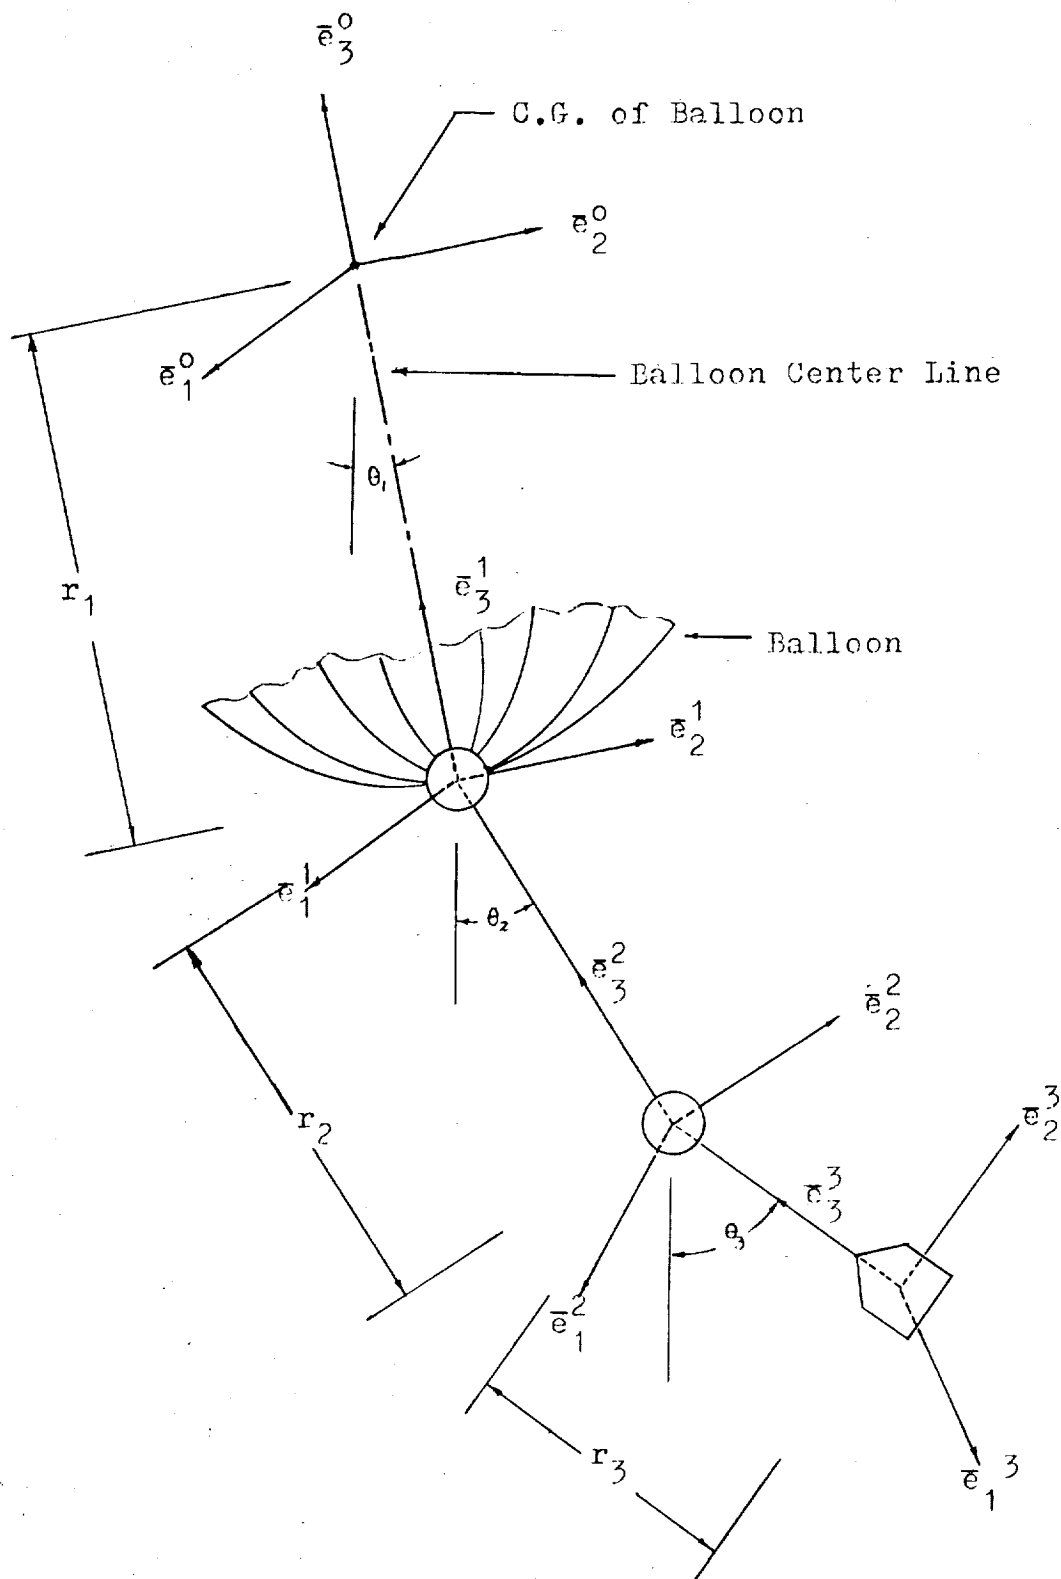 ē₃⁰
C.G. of Balloon
ē₂⁰
ē₁⁰
Balloon Center Line
θ₁
r₁
ē₃¹
Balloon
ē₂¹
ē₁¹
θ₂
ē₃²
ē₂²
r₂
ē₂³
ē₃³
θ₃
ē₁²
r₃
ē₁³